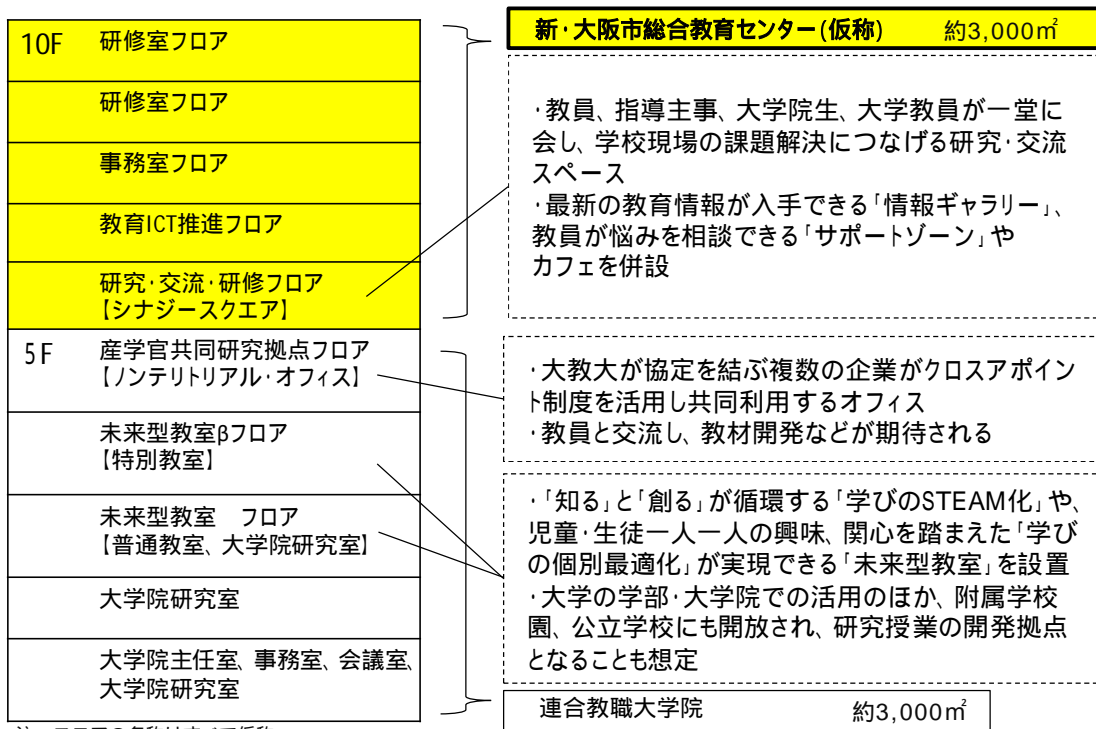 10F 研修室フロア
研修室フロア
事務室フロア
教育ICT推進フロア
研究・交流・研修フロア
【シナジースクエア】
5F 産学官共同研究拠点フロア
【ノンテリトリアル・オフィス】
未来型教室βフロア
【特別教室】
未来型教室 フロア
【普通教室、大学院研究室】
大学院研究室
大学院主任室、事務室、会議室、
大学院研究室
新・大阪市総合教育センター(仮称) 約3,000㎡
・教員、指導主事、大学院生、大学教員が一堂に
会し、学校現場の課題解決につなげる研究・交流
スペース
・最新の教育情報が入手できる「情報ギャラリー」、
教員が悩みを相談できる「サポートゾーン」や
カフェを併設
・大教大が協定を結ぶ複数の企業がクロスアポイン
ト制度を活用し共同利用するオフィス
・教員と交流し、教材開発などが期待される
・「知る」と「創る」が循環する「学びのSTEAM化」や、
児童・生徒一人一人の興味、関心を踏まえた「学び
の個別最適化」が実現できる「未来型教室」を設置
・大学の学部・大学院での活用のほか、附属学校
園、公立学校にも開放され、研究授業の開発拠点
となることも想定
連合教職大学院 約3,000㎡